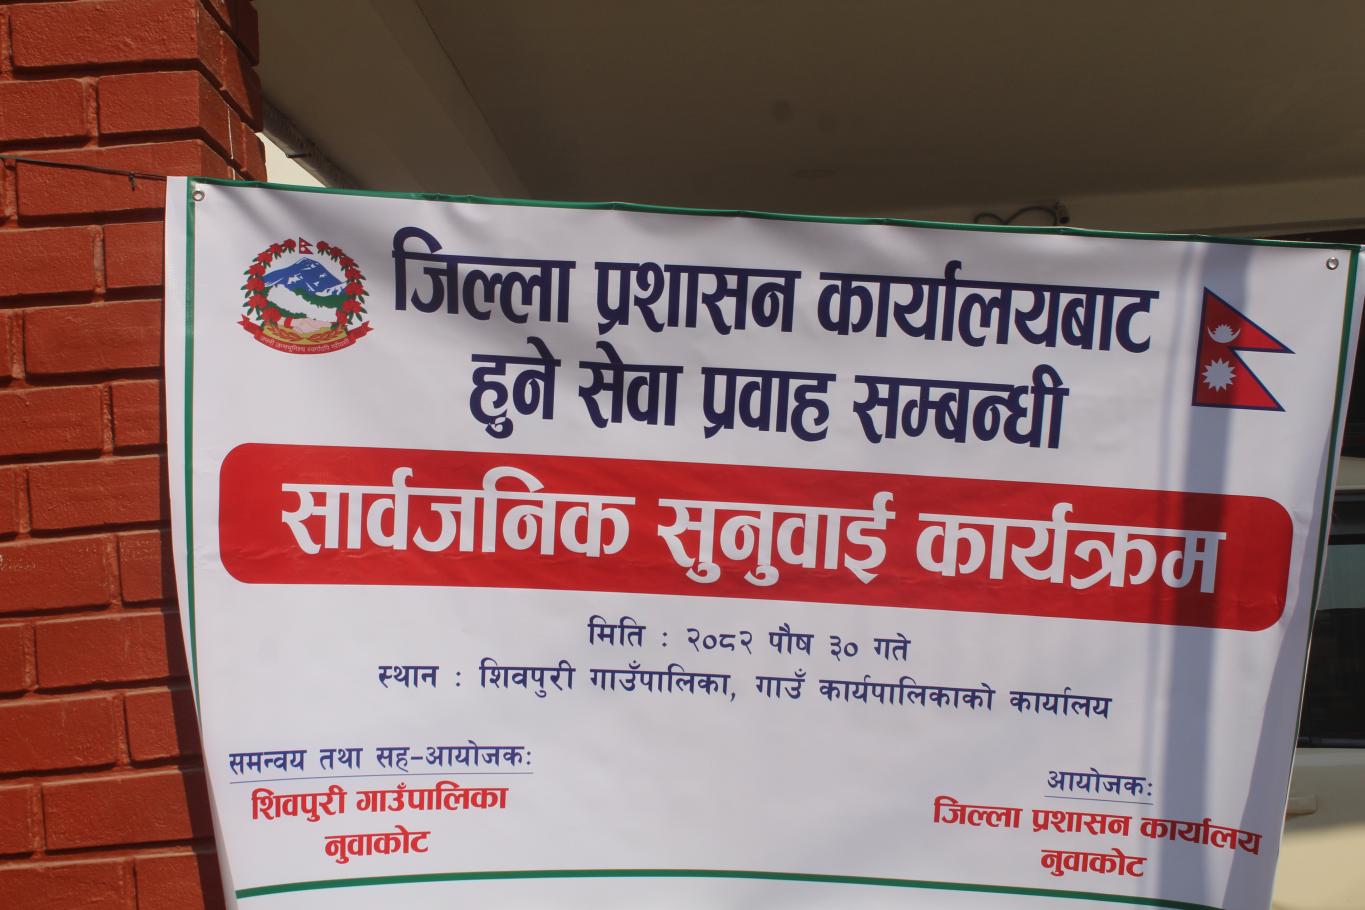 जिल्ला प्रशासन कार्यालयबाट
हुने सेवा प्रवाह सम्बन्धी
सार्वजनिक सुनुवाई कार्यक्रम
मिति : २०८२ पौष ३० गते
स्थान : शिवपुरी गाउँपालिका, गाउँ कार्यपालिकाको कार्यालय
समन्वय तथा सह-आयोजक:
शिवपुरी गाउँपालिका
नुवाकोट
आयोजक:
जिल्ला प्रशासन कार्यालय
नुवाकोट